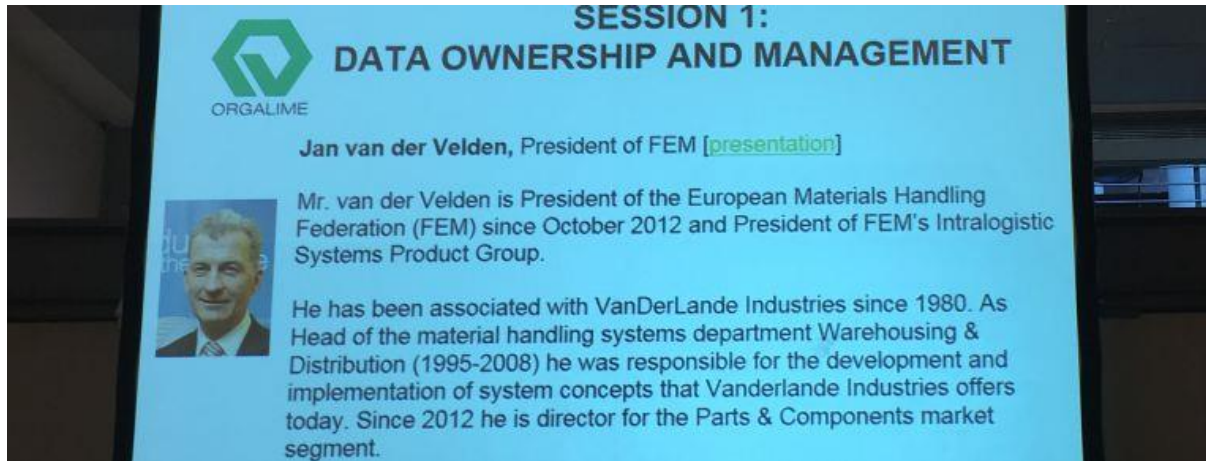 SESSION 1:
DATA OWNERSHIP AND MANAGEMENT
ORGALIME
Jan van der Velden, President of FEM [presentation]
Mr. van der Velden is President of the European Materials Handling
Federation (FEM) since October 2012 and President of FEM's Intralogistic
Systems Product Group.
He has been associated with VanDerLande Industries since 1980. As
Head of the material handling systems department Warehousing &
Distribution (1995-2008) he was responsible for the development and
implementation of system concepts that Vanderlande Industries offers
today. Since 2012 he is director for the Parts & Components market
segment.